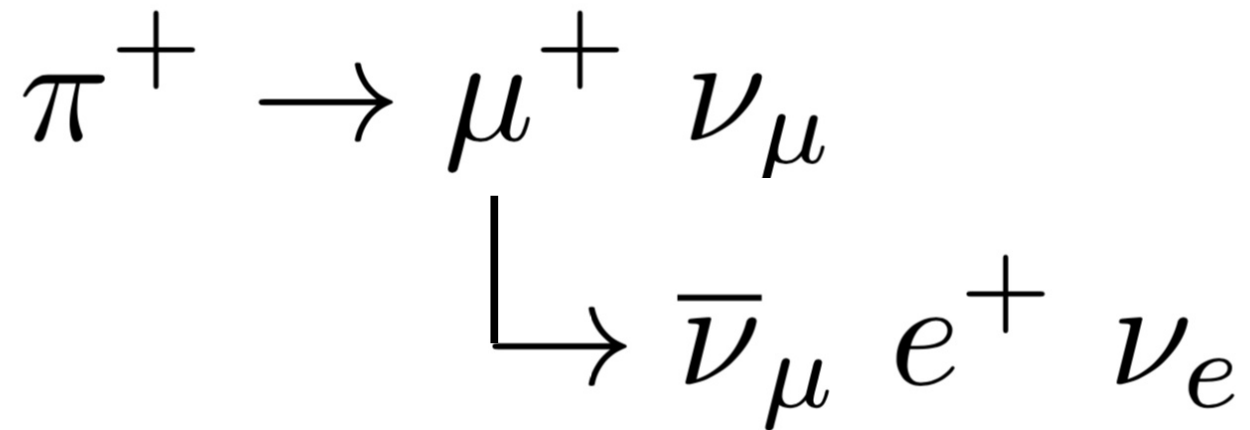 π⁺ → μ⁺ ν_μ
↳ ν̅_μ e⁺ ν_e